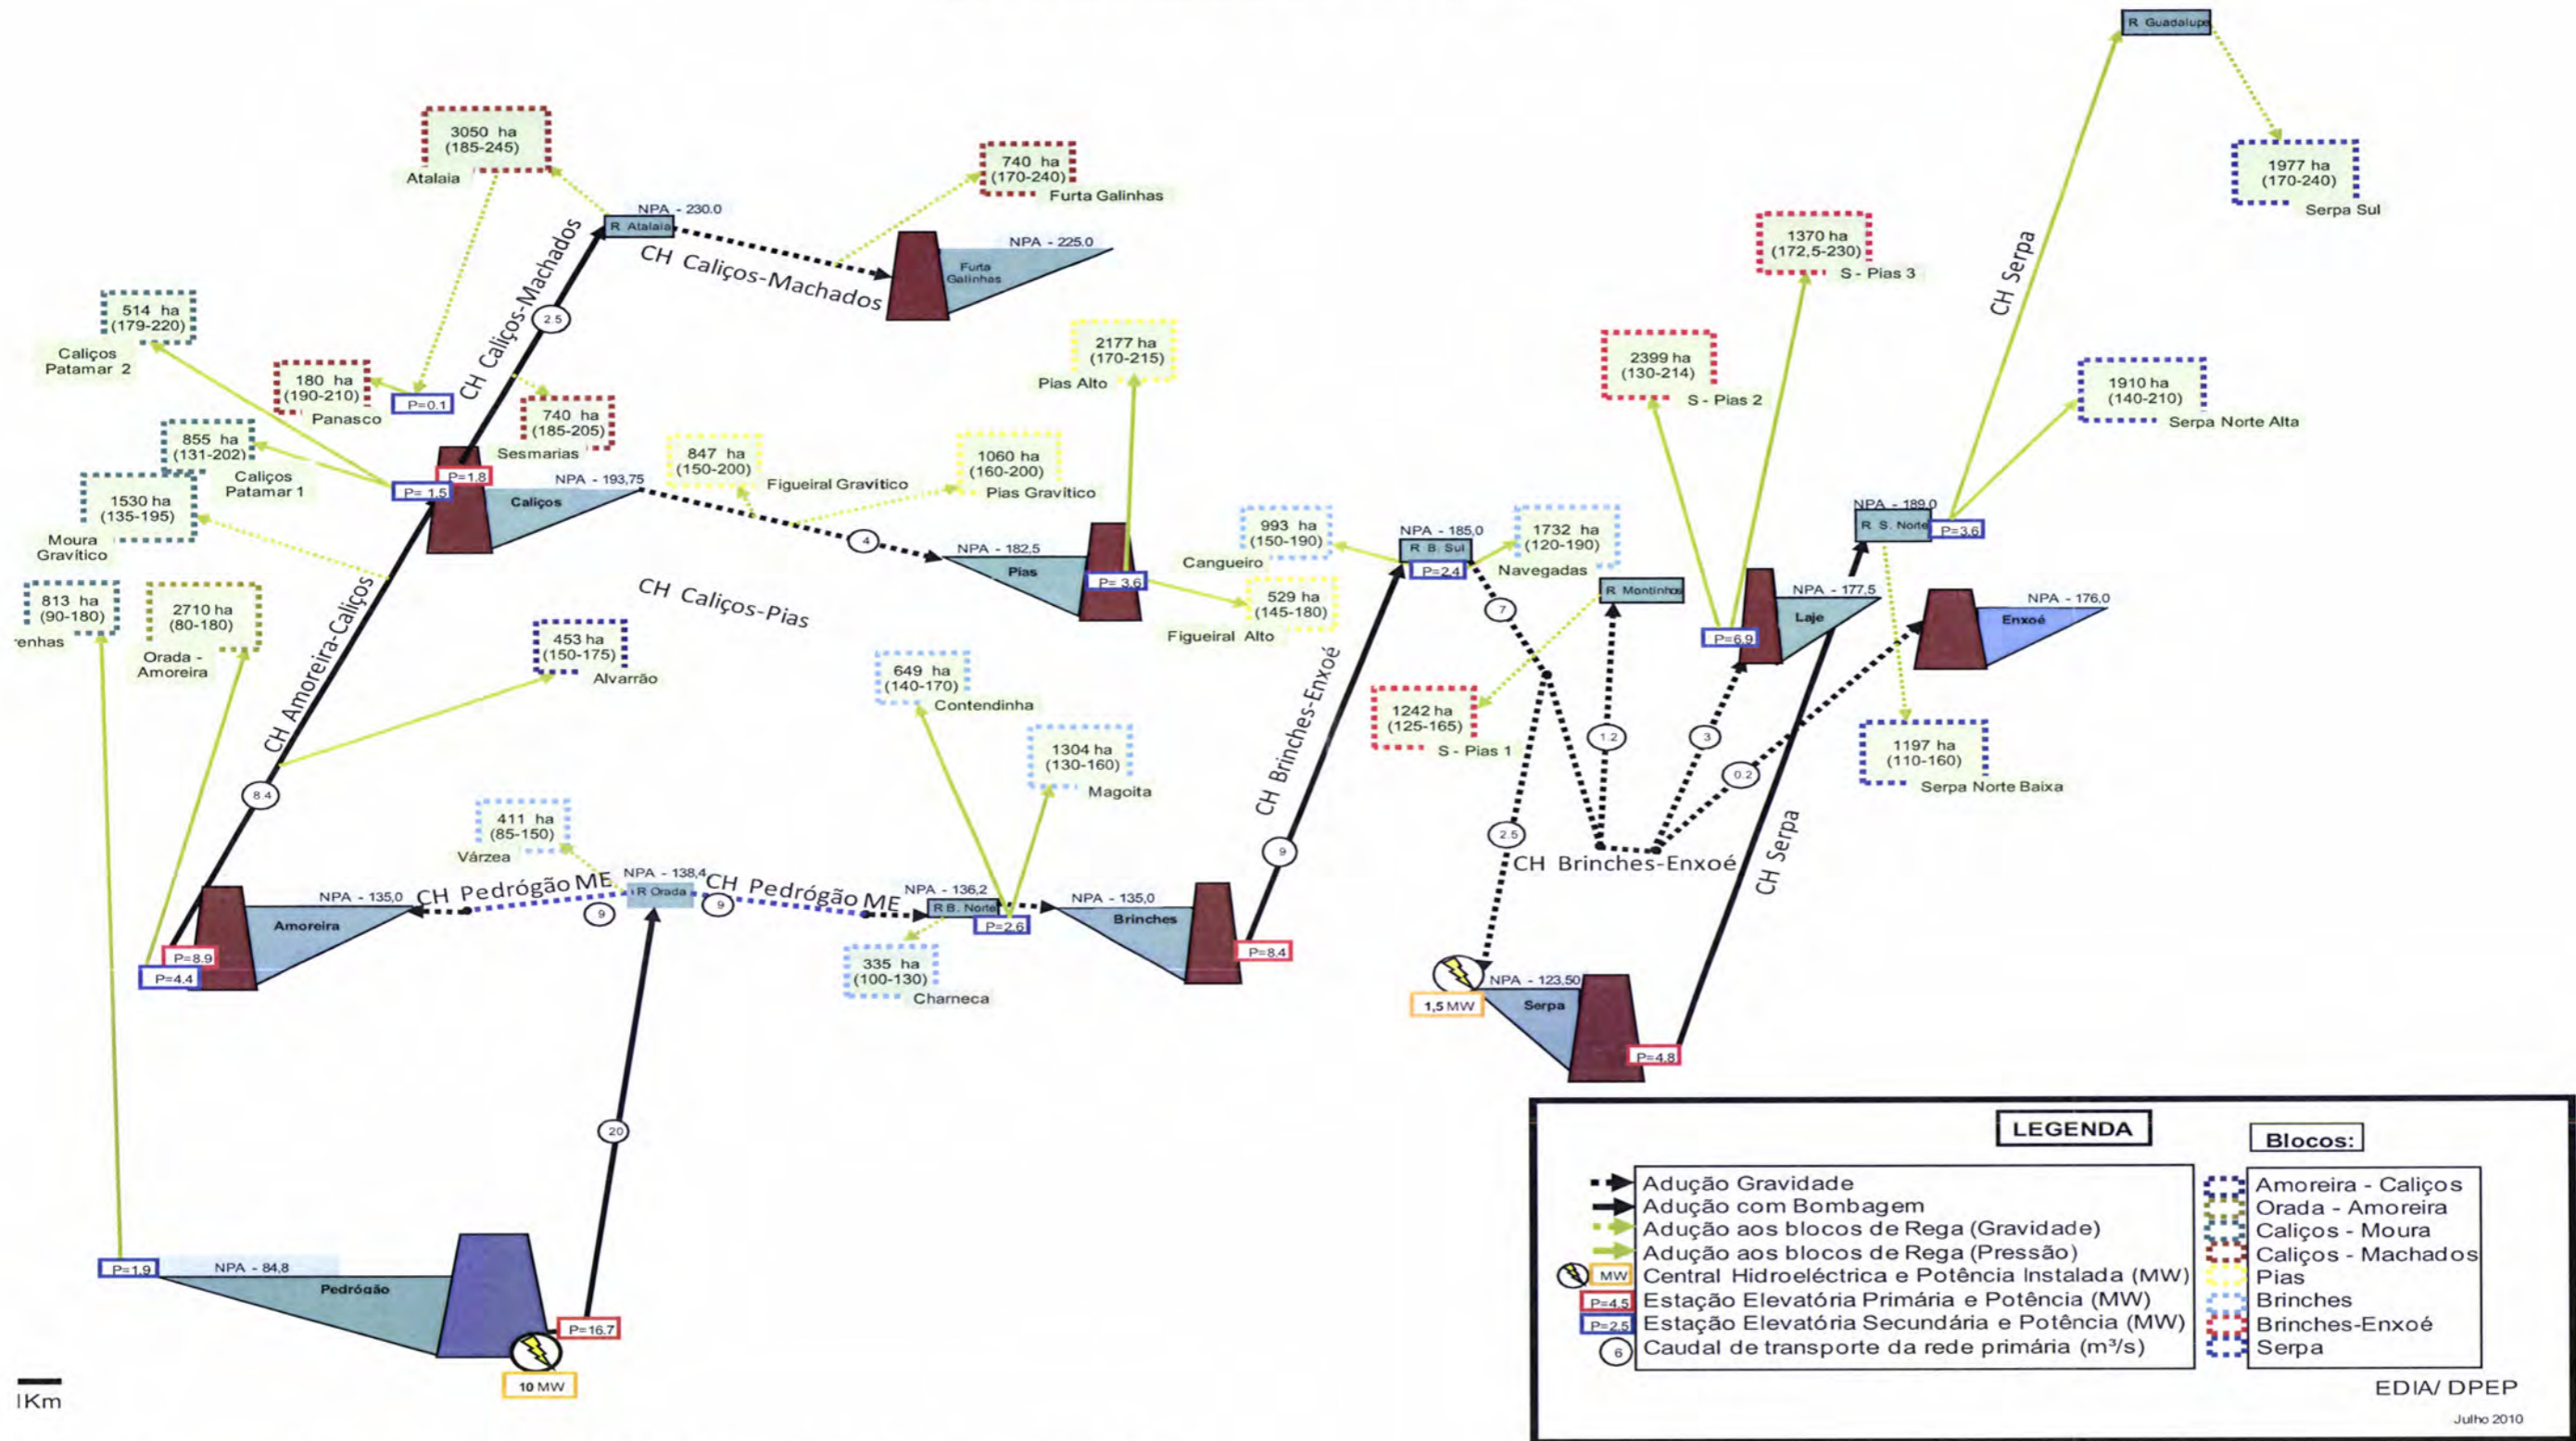 R Guadalupe
3050 ha
(185-245)
Atalaia
740 ha
(170-240)
Furta Galinhas
1977 ha
(170-240)
Serpa Sul
NPA - 230.0
R Atalaia
CH Caliços-Machados
NPA - 225.0
Furta
Galinhas
CH Caliços-Machados
2.5
1370 ha
(172,5-230)
S - Pias 3
CH Serpa
514 ha
(179-220)
Caliços
Patamar 2
180 ha
(190-210)
Panasco
P=0.1
740 ha
(185-205)
Sesmarias
2177 ha
(170-215)
Pias Alto
2399 ha
(130-214)
S - Pias 2
1910 ha
(140-210)
Serpa Norte Alta
855 ha
(131-202)
Caliços
Patamar 1
1530 ha
(135-195)
Moura
Gravítico
P=1.8
P= 1,5
NPA - 193,75
Caliços
847 ha
(150-200)
Figueiral Gravítico
1060 ha
(160-200)
Pias Gravítico
4
NPA - 182,5
Pias
P= 3,6
CH Caliços-Pias
993 ha
(150-190)
Cangueiro
529 ha
(145-180)
Figueiral Alto
NPA - 185,0
R B. Sul
P=2.4
1732 ha
(120-190)
Navegadas
7
R Montinhos
P=6,9
NPA - 177,5
Laje
NPA - 189,0
R S. Norte
P=3,6
NPA - 176,0
Enxoé
813 ha
(90-180)
renhas
2710 ha
(80-180)
Orada -
Amoreira
CH Amoreira-Caliços
8.4
453 ha
(150-175)
Alvarrão
649 ha
(140-170)
Contendinha
1304 ha
(130-160)
Magoita
CH Brinches-Enxoé
9
1242 ha
(125-165)
S - Pias 1
1.2
3
0.2
2.5
CH Brinches-Enxoé
CH Serpa
1197 ha
(110-160)
Serpa Norte Baixa
411 ha
(85-150)
Várzea
NPA - 135,0
Amoreira
P=8.9
P=4.4
CH Pedrógão ME
9
NPA - 138,4
R Orada
CH Pedrógão ME
9
NPA - 136,2
R B. Norte
P=2.6
335 ha
(100-130)
Charneca
NPA - 135,0
Brinches
P=8.4
NPA - 123,50
Serpa
1,5 MW
P=4.8
20
P=1.9
NPA - 84,8
Pedrógão
P=16.7
10 MW
1Km
LEGENDA
Adução Gravidade
Adução com Bombagem
Adução aos blocos de Rega (Gravidade)
Adução aos blocos de Rega (Pressão)
MW Central Hidroeléctrica e Potência Instalada (MW)
P=4.5 Estação Elevatória Primária e Potência (MW)
P=2.5 Estação Elevatória Secundária e Potência (MW)
6 Caudal de transporte da rede primária (m³/s)
Blocos:
Amoreira - Caliços
Orada - Amoreira
Caliços - Moura
Caliços - Machados
Pias
Brinches
Brinches-Enxoé
Serpa
EDIA/ DPEP
Julho 2010